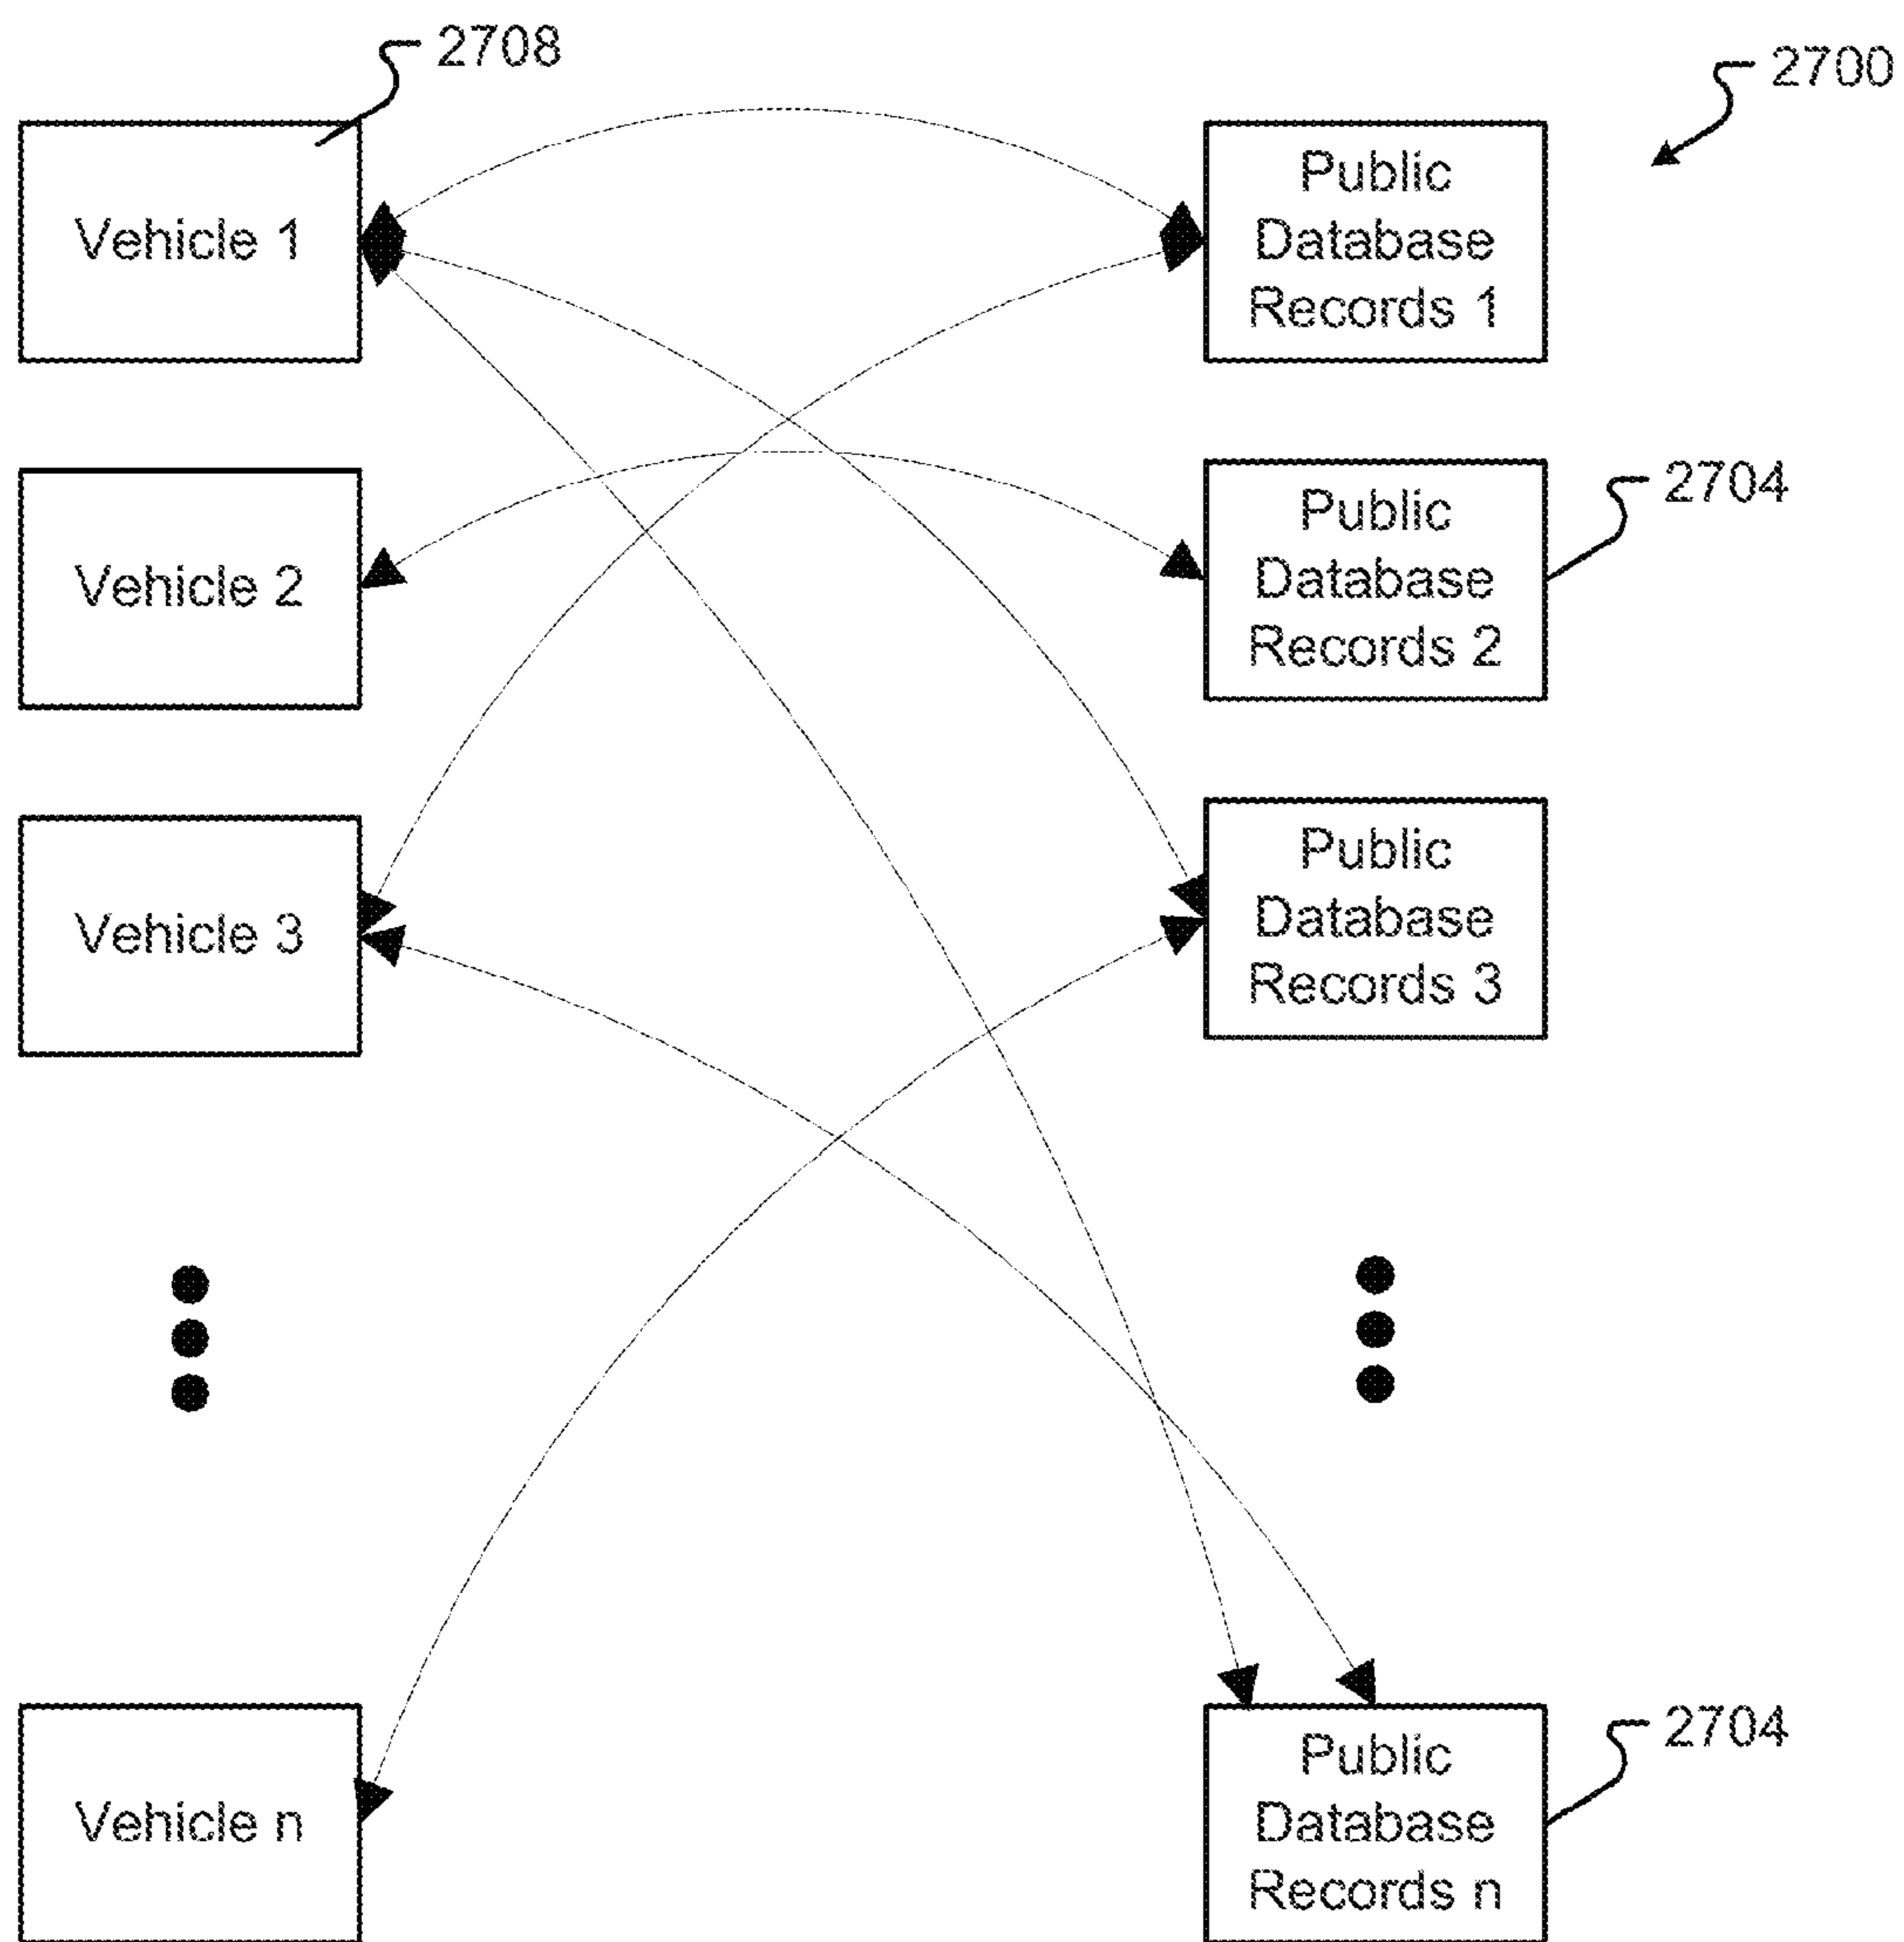 2708
2700
Vehicle 1
Public
Database
Records 1
Vehicle 2
Public
Database
Records 2
2704
Vehicle 3
Public
Database
Records 3
Vehicle n
Public
Database
Records n
2704